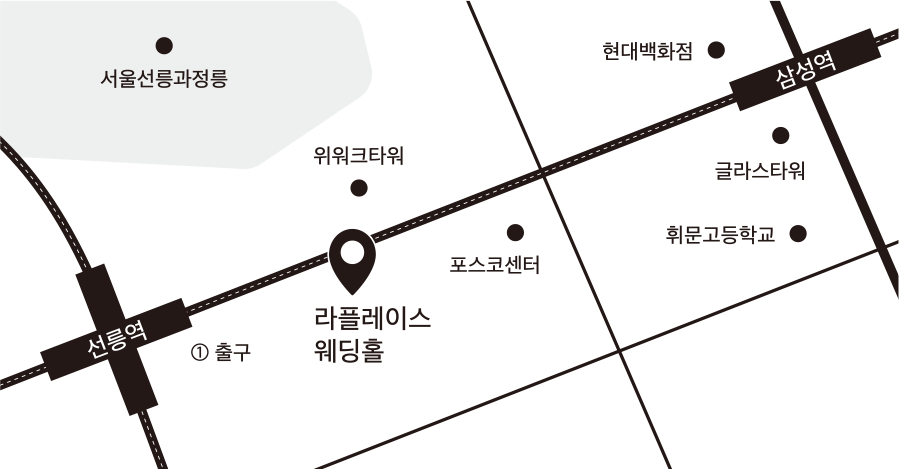 현대백화점
삼성역
서울선릉과정릉
위워크타워
글라스타워
휘문고등학교
포스코센터
라플레이스
웨딩홀
선릉역
① 출구